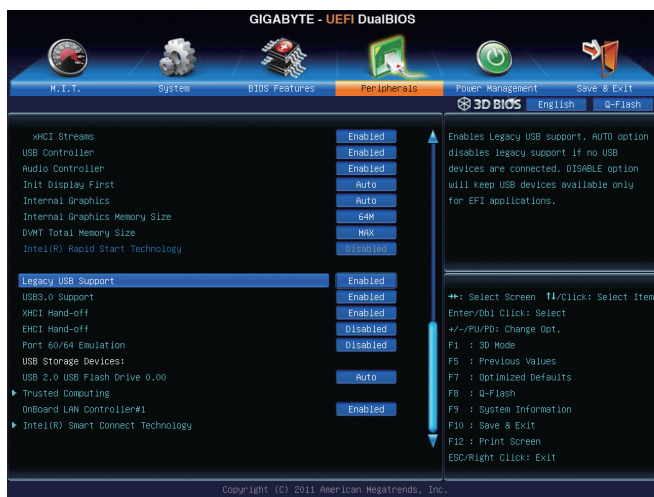 GIGABYTE - UEFI DualBIOS
M.I.T.
System
BIOS Features
Peripherals
Power Management
Save & Exit
3D BIOS
English
Q-Flash
xHCI Streams Enabled
USB Controller Enabled
Audio Controller Enabled
Init Display First Auto
Internal Graphics Auto
Internal Graphics Memory Size 64M
DVMT Total Memory Size MAX
Intel(R) Rapid Start Technology Disabled
Legacy USB Support Enabled
USB3.0 Support Enabled
XHCI Hand-off Enabled
EHCI Hand-off Disabled
Port 60/64 Emulation Disabled
USB Storage Devices:
USB 2.0 USB Flash Drive 0.00 Auto
Trusted Computing
OnBoard LAN Controller#1 Enabled
Intel(R) Smart Connect Technology
Enables Legacy USB support. AUTO option
disables legacy support if no USB
devices are connected. DISABLE option
will keep USB devices available only
for EFI applications.
→←: Select Screen ↑↓/Click: Select Item
Enter/Dbl Click: Select
+/-/PU/PD: Change Opt.
F1 : 3D Mode
F5 : Previous Values
F7 : Optimized Defaults
F8 : Q-Flash
F9 : System Information
F10 : Save & Exit
F12 : Print Screen
ESC/Right Click: Exit
Copyright (C) 2011 American Megatrends, Inc.